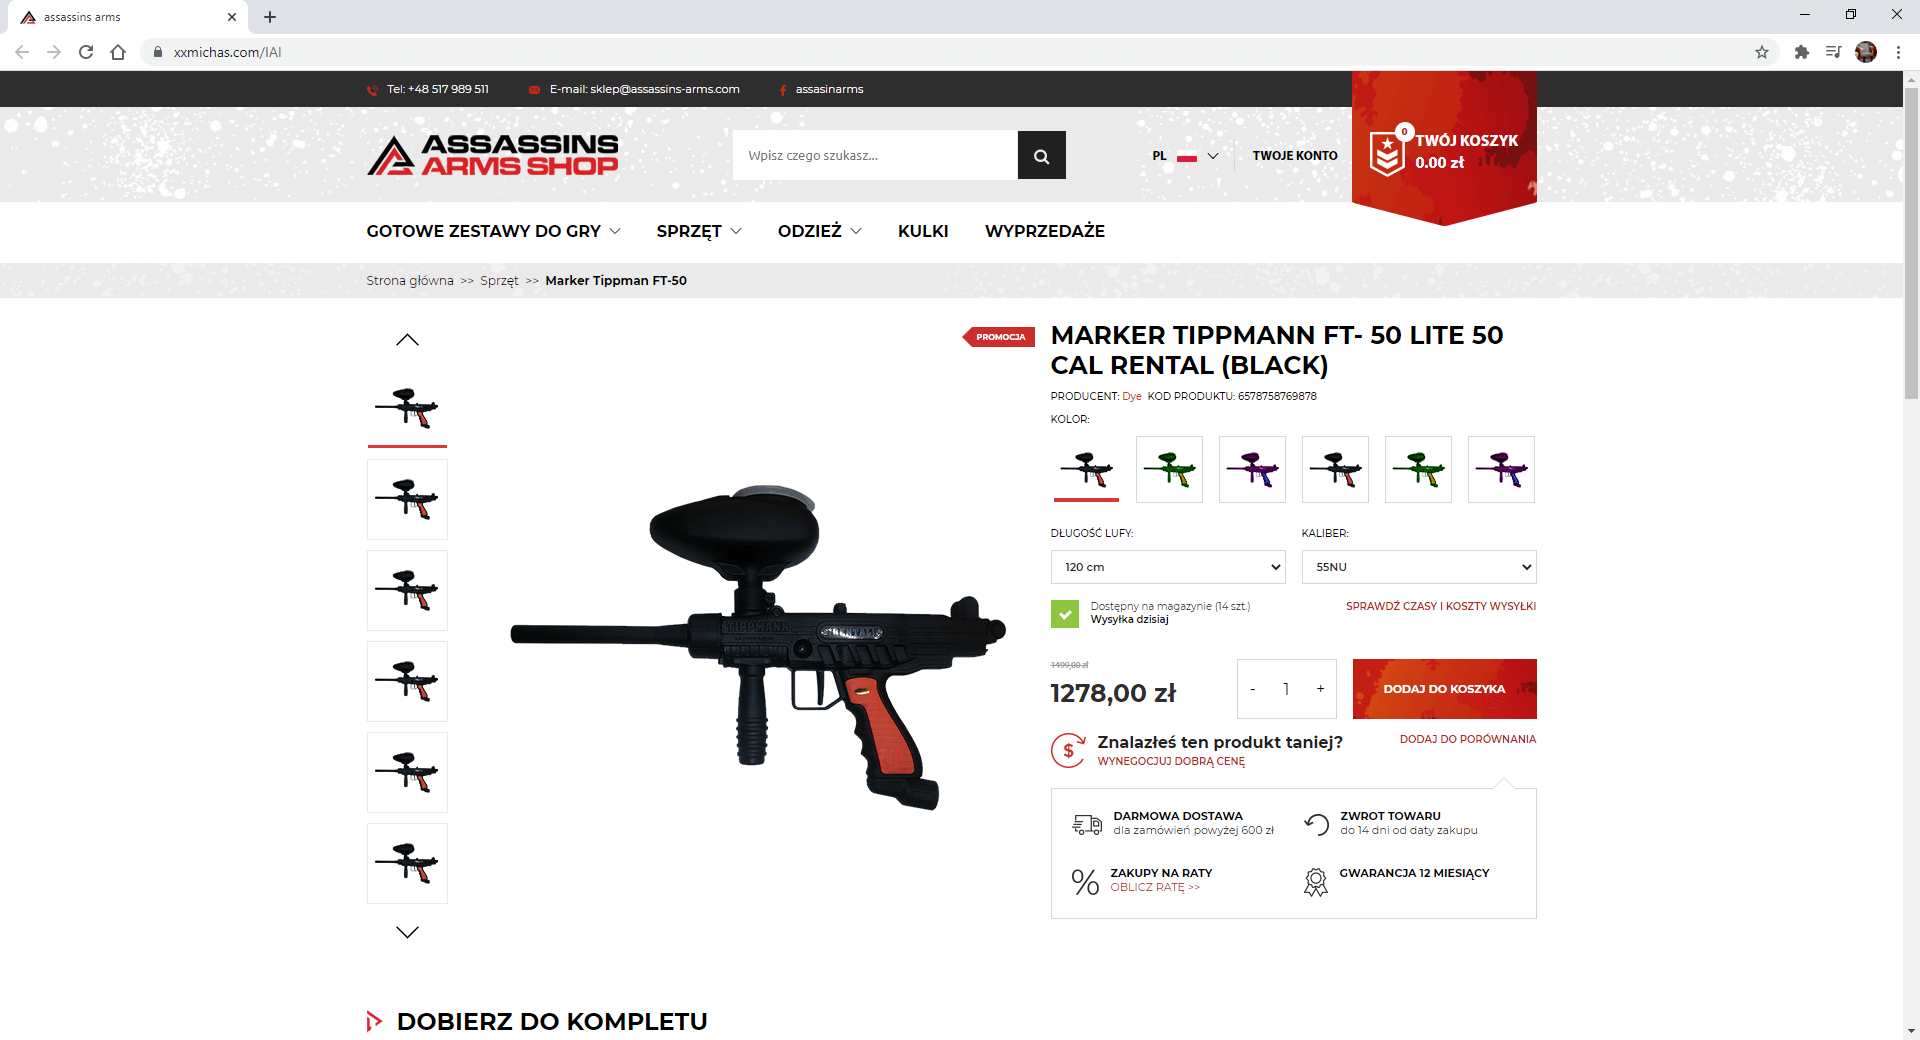 assassins arms
xxmichas.com/IAI
Tel: +48 517 989 511
E-mail: sklep@assassins-arms.com
assasinarms
ASSASSINS
ARMS SHOP
Wpisz czego szukasz...
PL
TWOJE KONTO
0
TWÓJ KOSZYK
0.00 zł
GOTOWE ZESTAWY DO GRY
SPRZĘT
ODZIEŻ
KULKI
WYPRZEDAŻE
Strona główna >> Sprzęt >> Marker Tippman FT-50
PROMOCJA
MARKER TIPPMANN FT- 50 LITE 50
CAL RENTAL (BLACK)
PRODUCENT: Dye KOD PRODUKTU: 6578758769878
KOLOR:
TIPPMANN
RENTAL
DŁUGOŚĆ LUFY:
KALIBER:
120 cm
55NU
Dostępny na magazynie (14 szt.)
Wysyłka dzisiaj
SPRAWDŹ CZASY I KOSZTY WYSYŁKI
1499,00 zł
1278,00 zł
- 1 +
DODAJ DO KOSZYKA
$
Znalazłeś ten produkt taniej?
WYNEGOCJUJ DOBRĄ CENĘ
DODAJ DO PORÓWNANIA
DARMOWA DOSTAWA
dla zamówień powyżej 600 zł
ZWROT TOWARU
do 14 dni od daty zakupu
%
ZAKUPY NA RATY
OBLICZ RATĘ >>
GWARANCJA 12 MIESIĄCY
DOBIERZ DO KOMPLETU